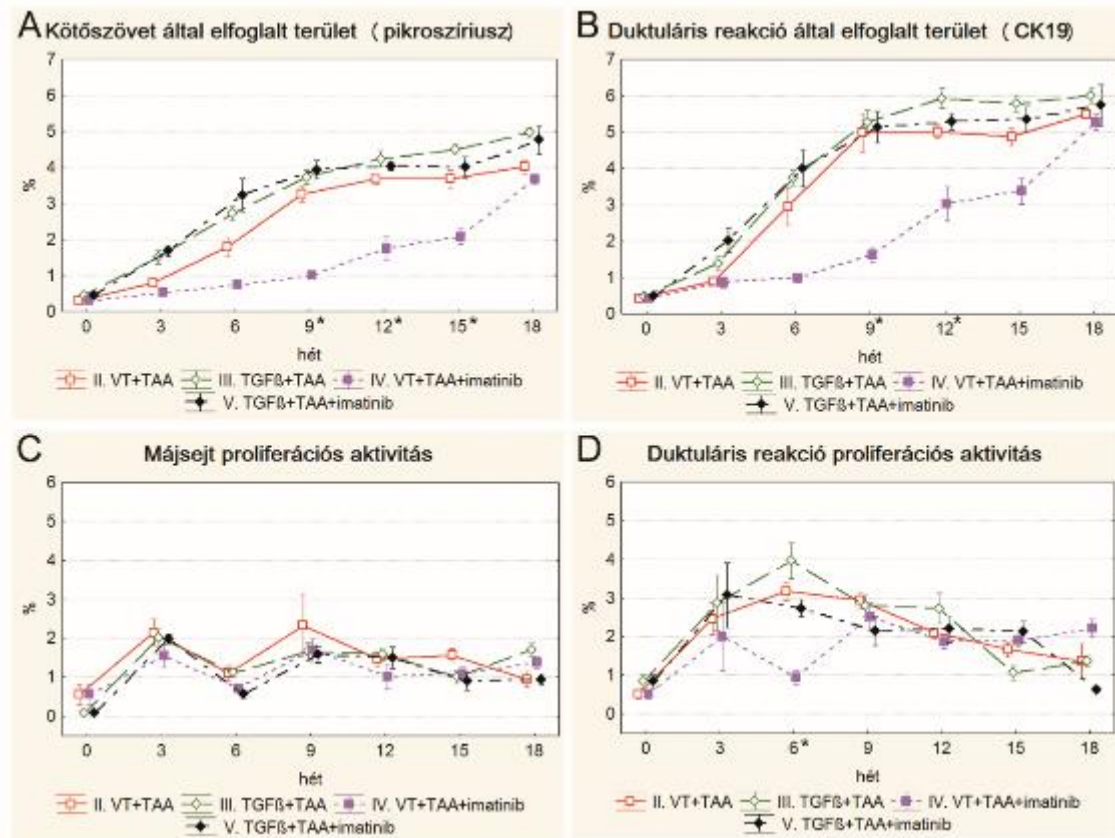 A Kötőszövet által elfoglalt terület ( pikroszíriusz)
7
6
5
4
3
2
1
0
%
0 3 6 9* 12* 15* 18
hét
II. VT+TAA III. TGFß+TAA IV. VT+TAA+imatinib
V. TGFß+TAA+imatinib
B Duktuláris reakció által elfoglalt terület ( CK19)
7
6
5
4
3
2
1
0
%
0 3 6 9* 12* 15 18
hét
II. VT+TAA III. TGFß+TAA IV. VT+TAA+imatinib
V. TGFß+TAA+imatinib
C Májsejt proliferációs aktivitás
6
5
4
3
2
1
0
%
0 3 6 9 12 15 18
hét
II. VT+TAA III. TGFß+TAA IV. VT+TAA+imatinib
V. TGFß+TAA+imatinib
D Duktuláris reakció proliferációs aktivitás
6
5
4
3
2
1
0
%
0 3 6* 9 12 15 18
hét
II. VT+TAA III. TGFß+TAA IV. VT+TAA+imatinib
V. TGFß+TAA+imatinib